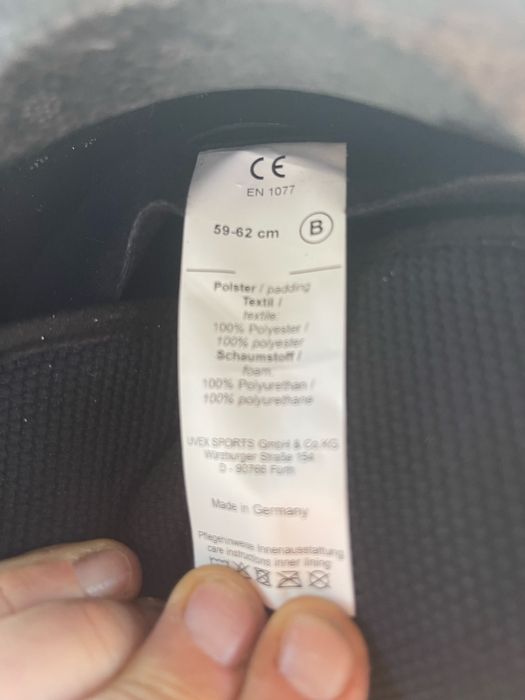 CE
EN 1077
59-62 cm B
Polster / padding
Textil /
textile:
100% Polyester /
100% polyester
Schaumstoff /
foam:
100% Polyurethan /
100% polyurethane
UVEX SPORTS GmbH & Co.KG
Würzburger Straße 154
D - 90766 Fürth
Made in Germany
Pflegehinweise Innenausstattung
care instructions inner lining